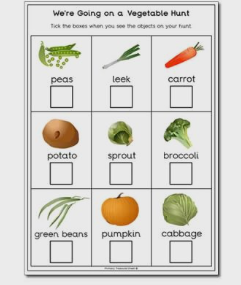 We're Going on a Vegetable Hunt
Tick the boxes when you see the objects on your hunt.
peas leek carrot
potato sprout broccoli
green beans pumpkin cabbage